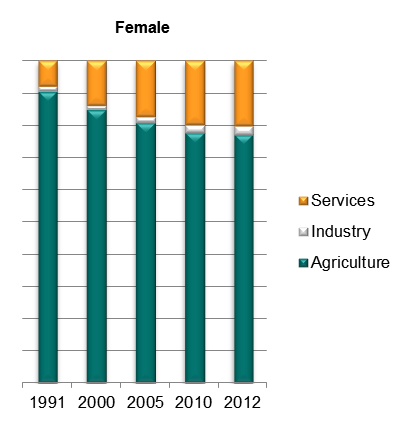 Female
Services
Industry
Agriculture
1991 2000 2005 2010 2012